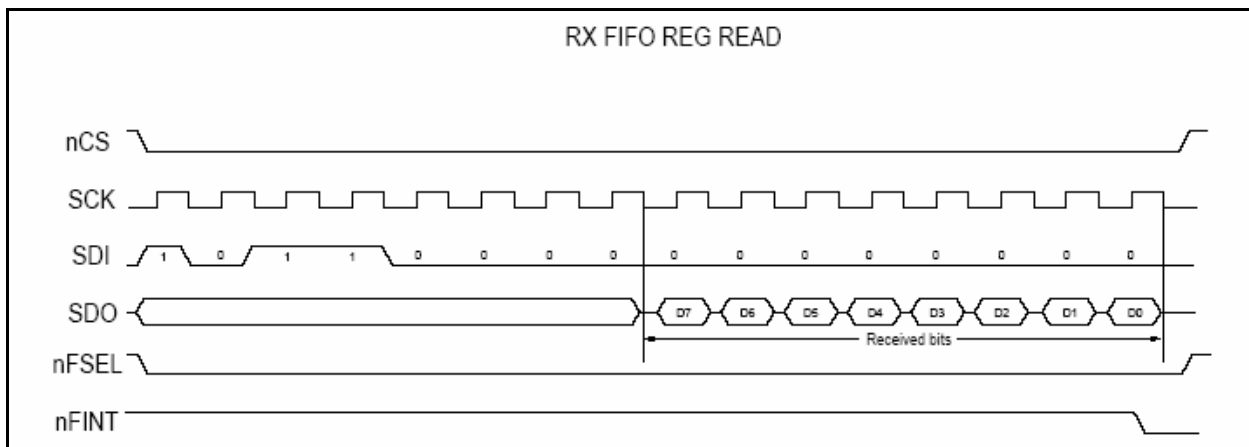 RX FIFO REG READ
nCS
SCK
SDI 1 0 1 1 0 0 0 0 0 0 0 0 0 0 0 0
SDO D7 D6 D5 D4 D3 D2 D1 D0
Received bits
nFSEL
nFINT